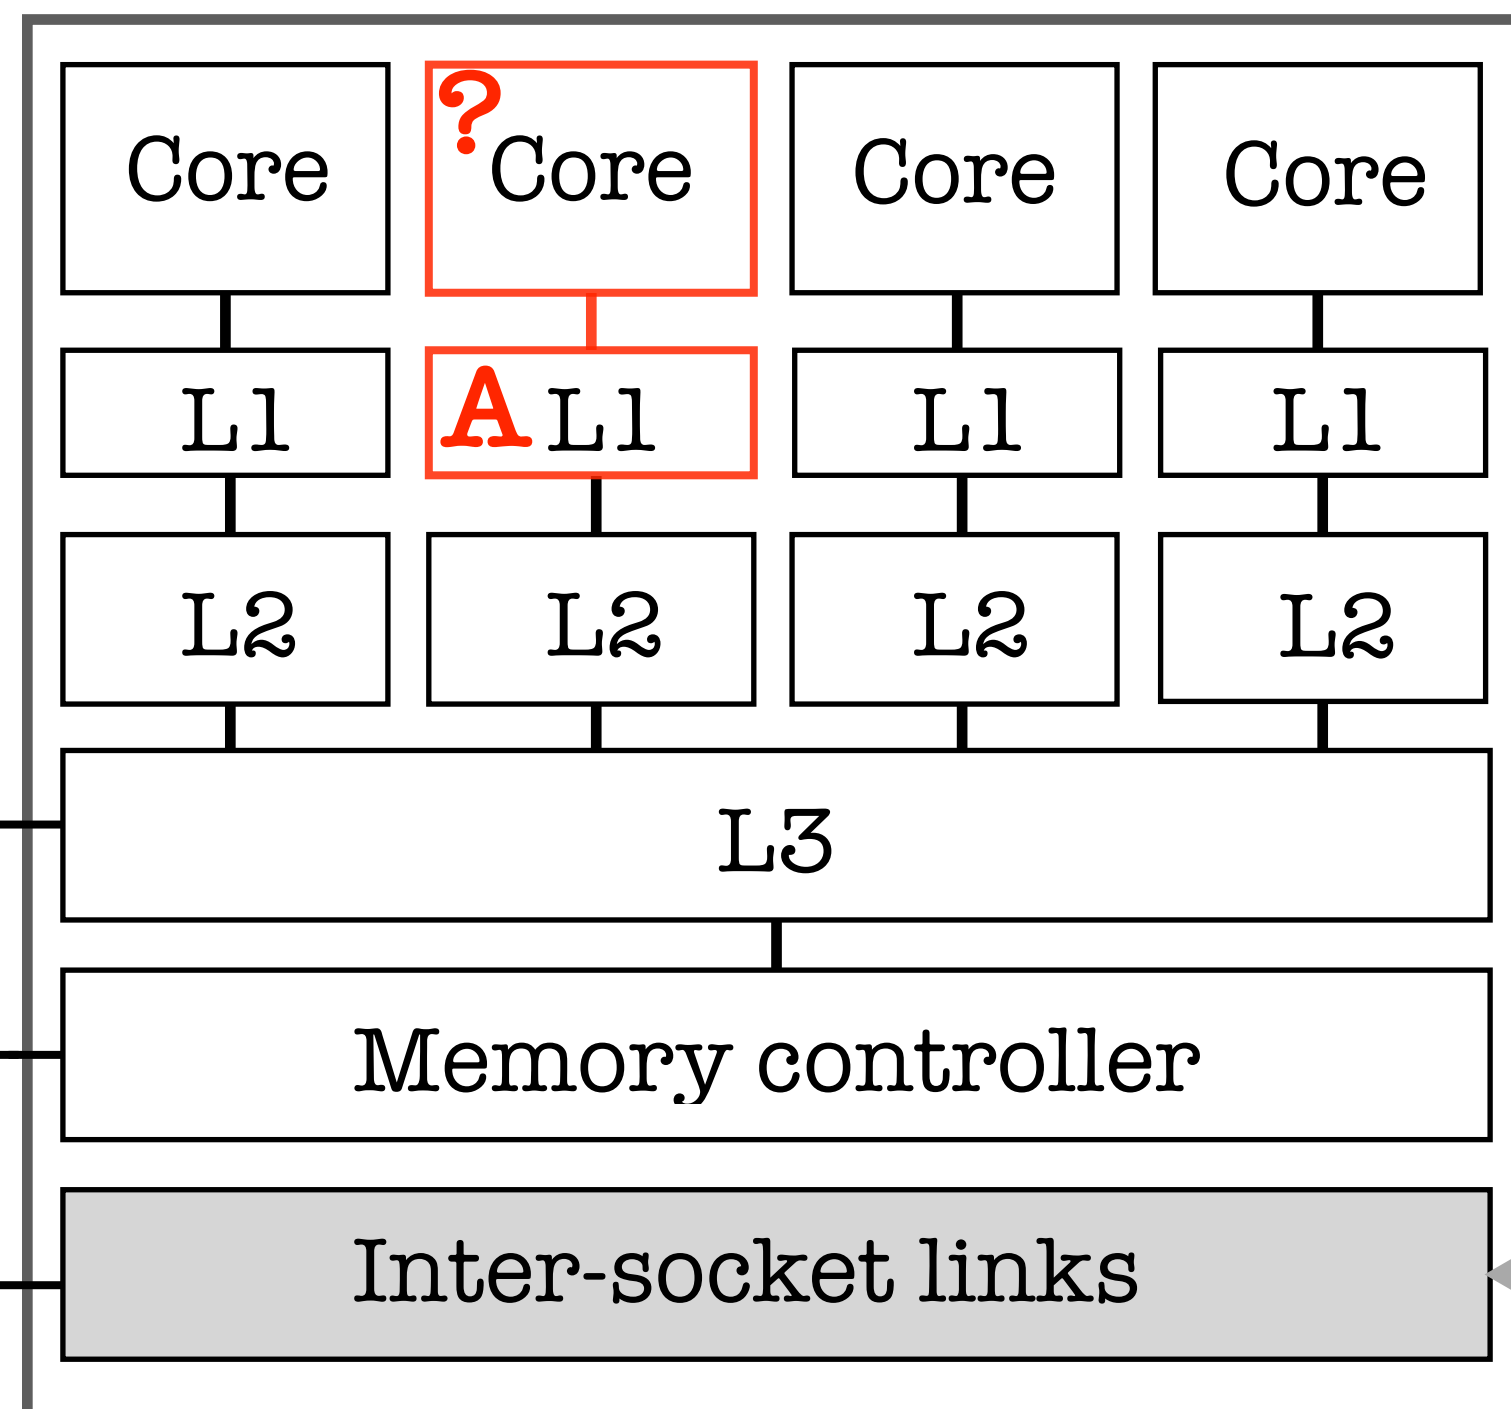 ? Core Core Core Core
L1 A L1 L1 L1
L2 L2 L2 L2
L3
Memory controller
Inter-socket links